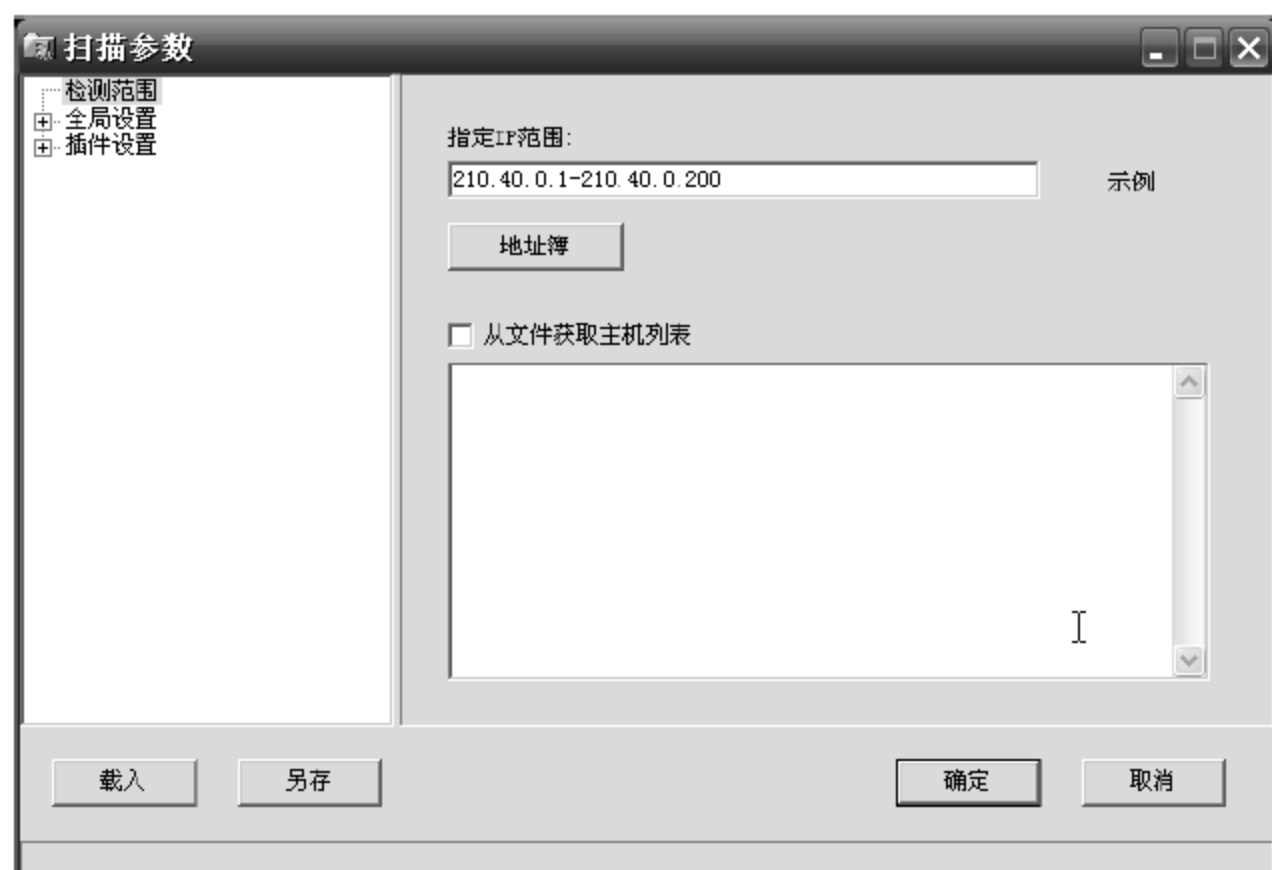 扫描参数
检测范围
全局设置
插件设置
指定IP范围:
210.40.0.1-210.40.0.200
示例
地址簿
从文件获取主机列表
载入
另存
确定
取消